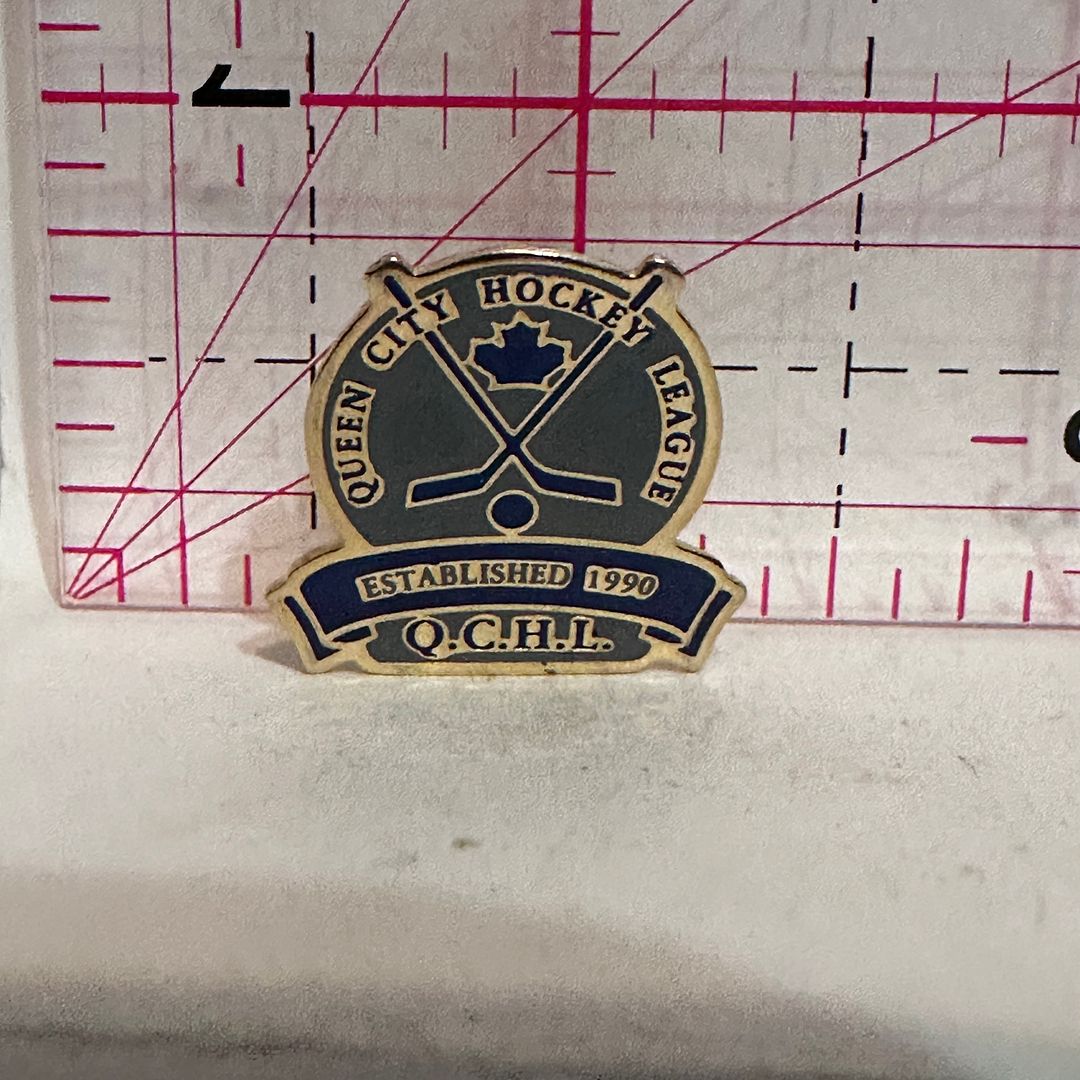 QUEEN CITY HOCKEY LEAGUE
ESTABLISHED 1990
Q.C.H.L.